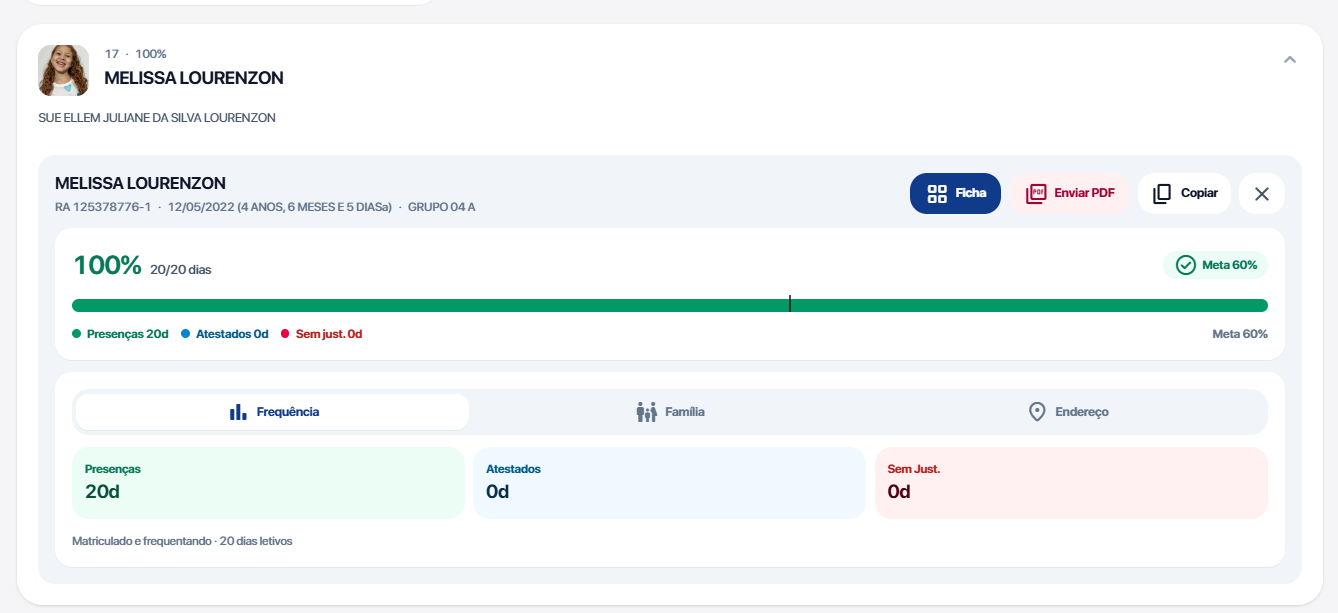 17 · 100%
MELISSA LOURENZON
SUE ELLEM JULIANE DA SILVA LOURENZON
MELISSA LOURENZON
RA 125378776-1 · 12/05/2022 (4 ANOS, 6 MESES E 5 DIASa) · GRUPO 04 A
Ficha
PDF
Enviar PDF
Copiar
100% 20/20 dias
Meta 60%
Presenças 20d
Atestados 0d
Sem just. 0d
Meta 60%
Frequência
Família
Endereço
Presenças
20d
Atestados
0d
Sem Just.
0d
Matriculado e frequentando · 20 dias letivos